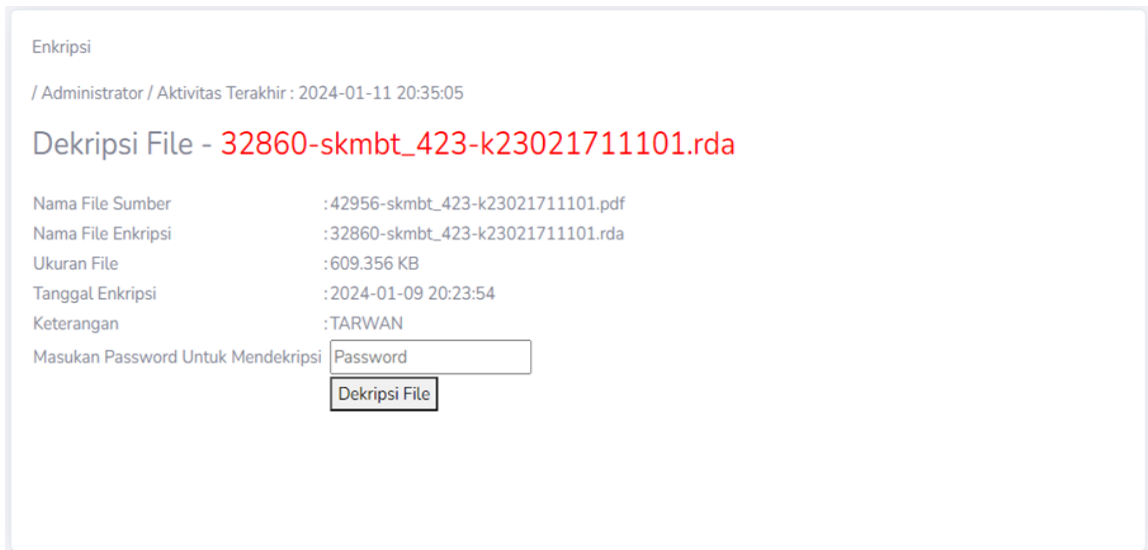 Enkripsi
/ Administrator / Aktivitas Terakhir : 2024-01-11 20:35:05
Dekripsi File - 32860-skmbt_423-k23021711101.rda
Nama File Sumber :42956-skmbt_423-k23021711101.pdf
Nama File Enkripsi :32860-skmbt_423-k23021711101.rda
Ukuran File :609.356 KB
Tanggal Enkripsi :2024-01-09 20:23:54
Keterangan :TARWAN
Masukan Password Untuk Mendekripsi Password
Dekripsi File